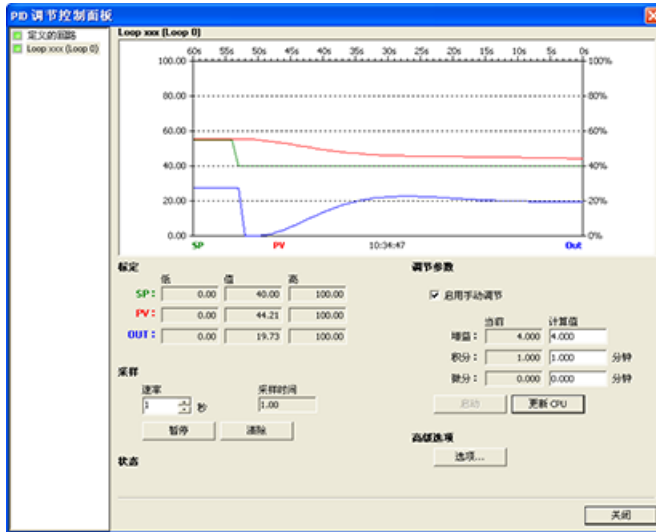 PID 调节控制面板
定义的回路
Loop xxx (Loop 0)
Loop xxx (Loop 0)
60s 55s 50s 45s 40s 35s 30s 25s 20s 15s 10s 5s 0s
100.00 100%
80.00 80%
60.00 60%
40.00 40%
20.00 20%
0.00 0%
SP PV 10:34:47 Out
标定
低 值 高
SP: 0.00 40.00 100.00
PV: 0.00 44.21 100.00
OUT: 0.00 19.73 100.00
采样
速率 采样时间
1 秒 1.00
暂停 清除
状态
调节参数
启用手动调节
当前 计算值
增益: 4.000 4.000
积分: 1.000 1.000 分钟
微分: 0.000 0.000 分钟
启动 更新 CPU
高级选项
选项...
关闭